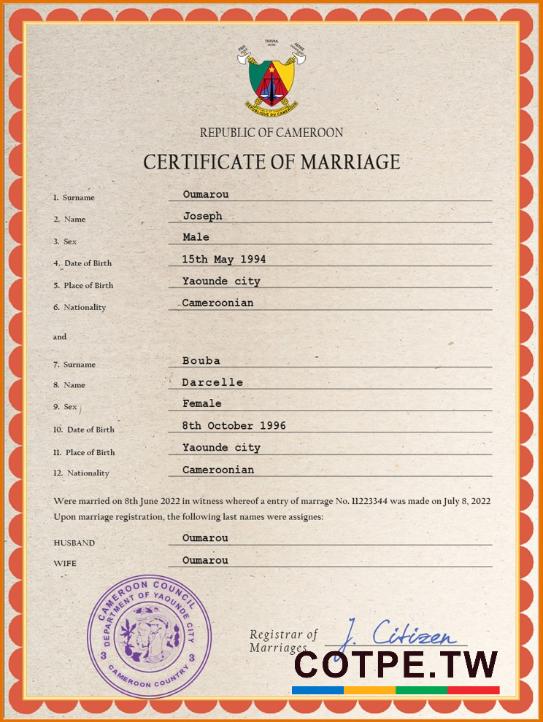 TRAVAIL
REPUBLIC OF CAMEROON
CERTIFICATE OF MARRIAGE
1. Surname Oumarou
2. Name Joseph
3. Sex Male
4. Date of Birth 15th May 1994
5. Place of Birth Yaounde city
6. Nationality Cameroonian
and
7. Surname Bouba
8. Name Darcelle
9. Sex Female
10. Date of Birth 8th October 1996
11. Place of Birth Yaounde city
12. Nationality Cameroonian
Were married on 8th June 2022 in witness whereof a entry of marrage No. II223344 was made on July 8, 2022
Upon mariage registration, the following last names were assignes:
HUSBAND Oumarou
WIFE Oumarou
CAMEROON COUNCIL
DEPARTMENT OF YAOUNDE CITY
3 3
CAMEROON COUNTRY
Registrar of J. Citizen
Marriages
COTPE.TW